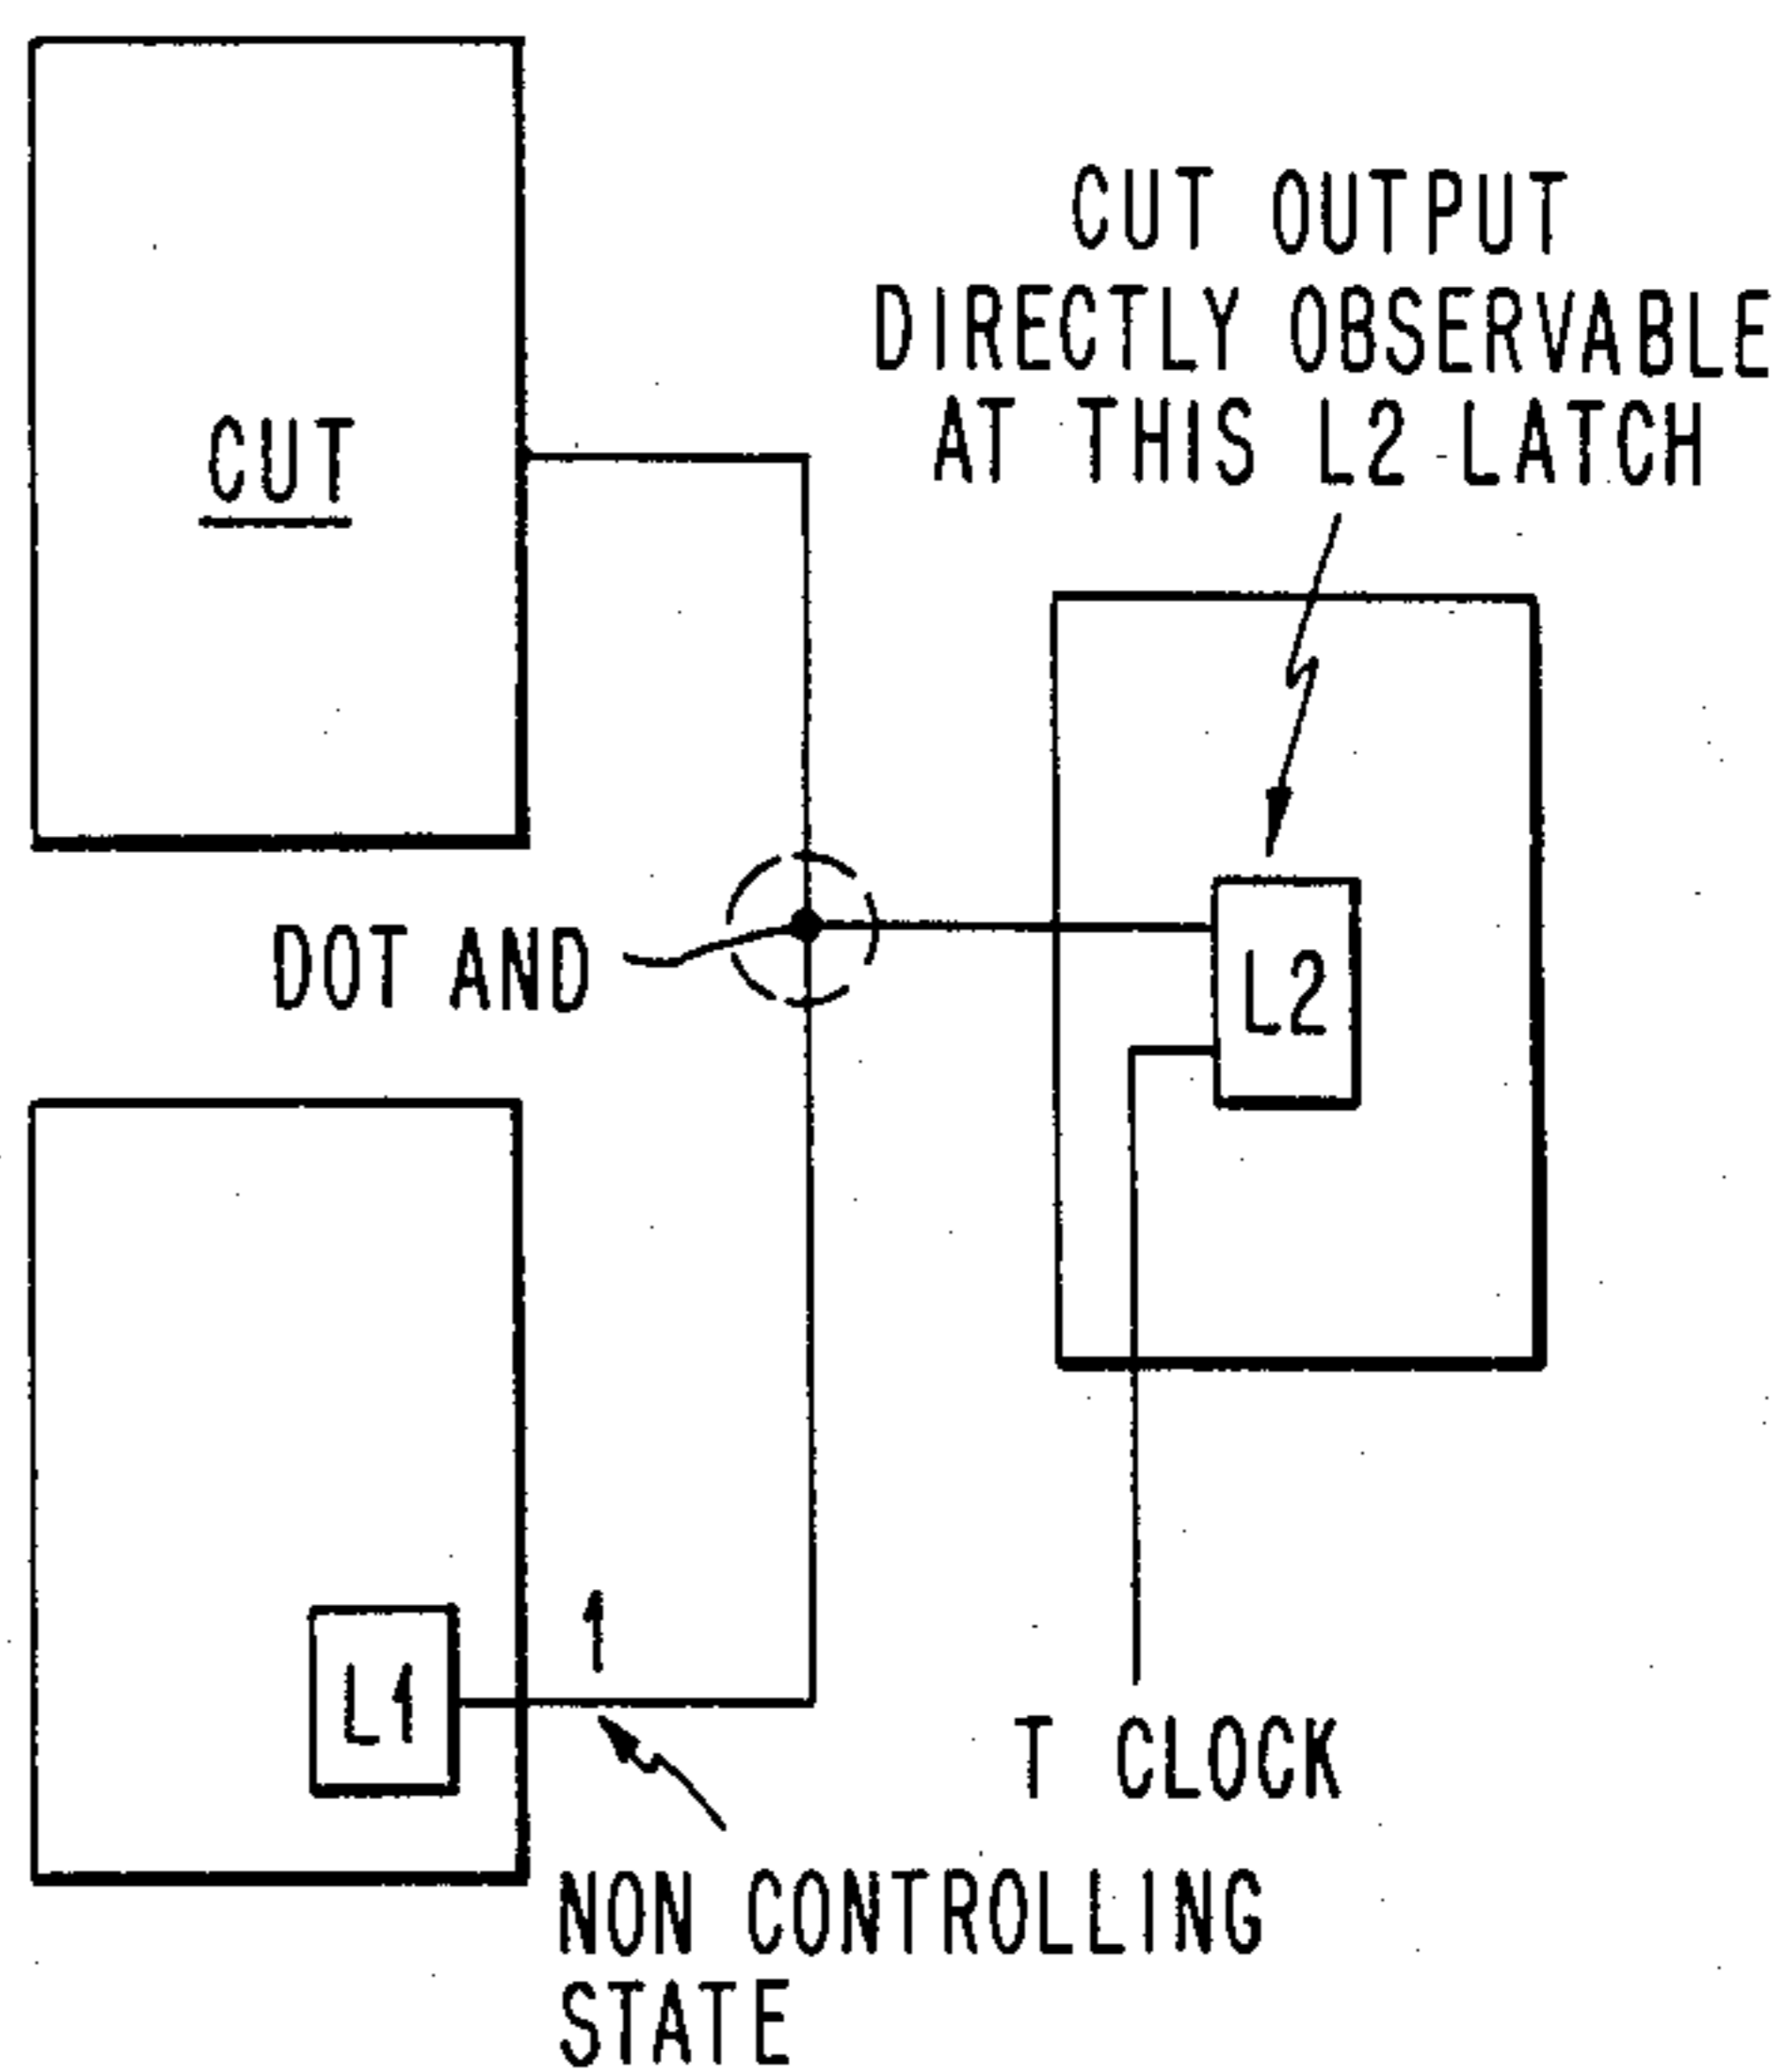 CUT OUTPUT
DIRECTLY OBSERVABLE
AT THIS L2 LATCH
CUT
DOT AND
L2
L1
1
T CLOCK
NON CONTROLLING
STATE